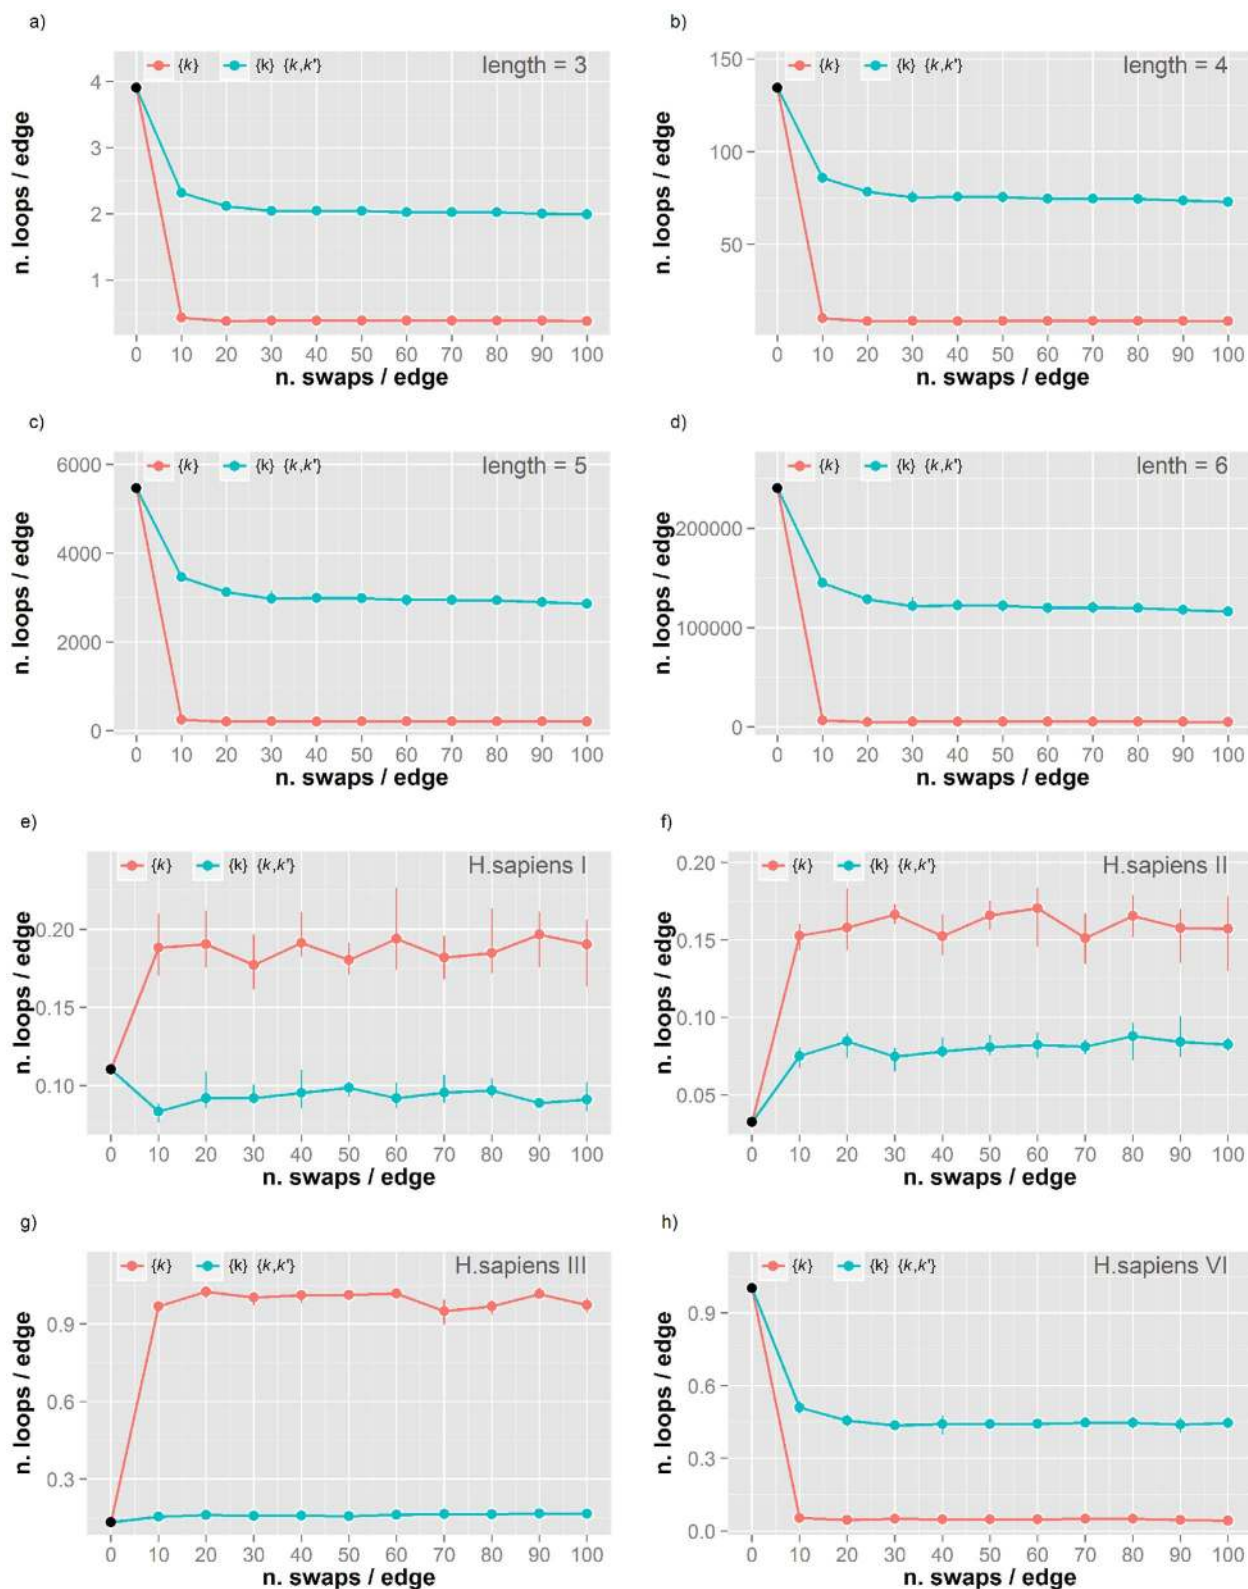 a)
{k} {k} {k,k'} length = 3
n. loops / edge
4
3
2
1
0 10 20 30 40 50 60 70 80 90 100
n. swaps / edge
b)
{k} {k} {k,k'} length = 4
n. loops / edge
150
100
50
0 10 20 30 40 50 60 70 80 90 100
n. swaps / edge
c)
{k} {k} {k,k'} length = 5
n. loops / edge
6000
4000
2000
0
0 10 20 30 40 50 60 70 80 90 100
n. swaps / edge
d)
{k} {k} {k,k'} lenth = 6
n. loops / edge
200000
100000
0
0 10 20 30 40 50 60 70 80 90 100
n. swaps / edge
e)
{k} {k} {k,k'} H.sapiens I
n. loops / edge
0.20
0.15
0.10
0 10 20 30 40 50 60 70 80 90 100
n. swaps / edge
f)
{k} {k} {k,k'} H.sapiens II
n. loops / edge
0.20
0.15
0.10
0.05
0 10 20 30 40 50 60 70 80 90 100
n. swaps / edge
g)
{k} {k} {k,k'} H.sapiens III
n. loops / edge
0.9
0.6
0.3
0 10 20 30 40 50 60 70 80 90 100
n. swaps / edge
h)
{k} {k} {k,k'} H.sapiens VI
n. loops / edge
0.9
0.6
0.3
0.0
0 10 20 30 40 50 60 70 80 90 100
n. swaps / edge